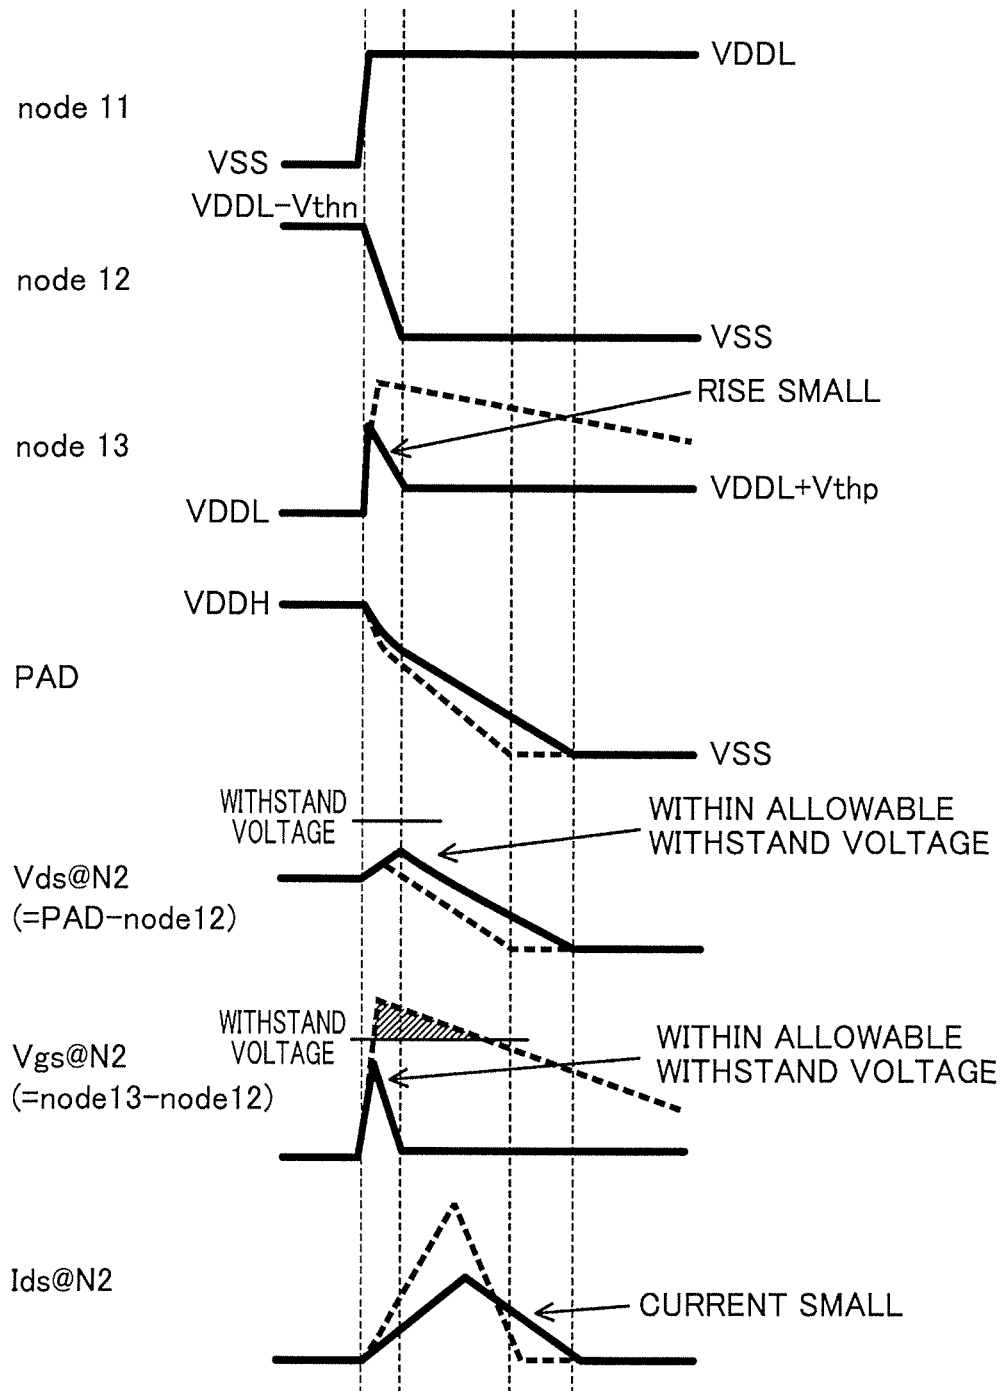 VDDL
node 11
VSS
VDDL-Vthn
node 12
VSS
RISE SMALL
node 13
VDDL+Vthp
VDDL
VDDH
PAD
VSS
WITHSTAND
VOLTAGE
WITHIN ALLOWABLE
WITHSTAND VOLTAGE
Vds@N2
(=PAD-node12)
WITHSTAND
VOLTAGE
WITHIN ALLOWABLE
WITHSTAND VOLTAGE
Vgs@N2
(=node13-node12)
Ids@N2
CURRENT SMALL